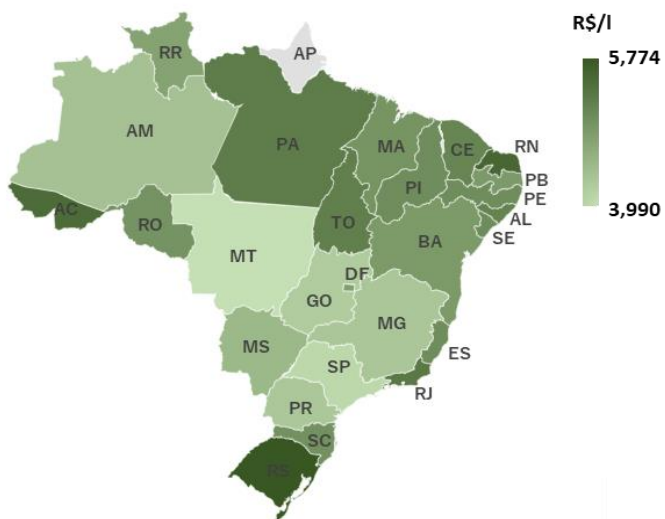 R$/l
5,774
3,990
RR
AP
AM
PA
MA
CE
RN
PB
PI
PE
AL
SE
AC
RO
TO
BA
MT
DF
GO
MG
MS
ES
SP
RJ
PR
SC
RS